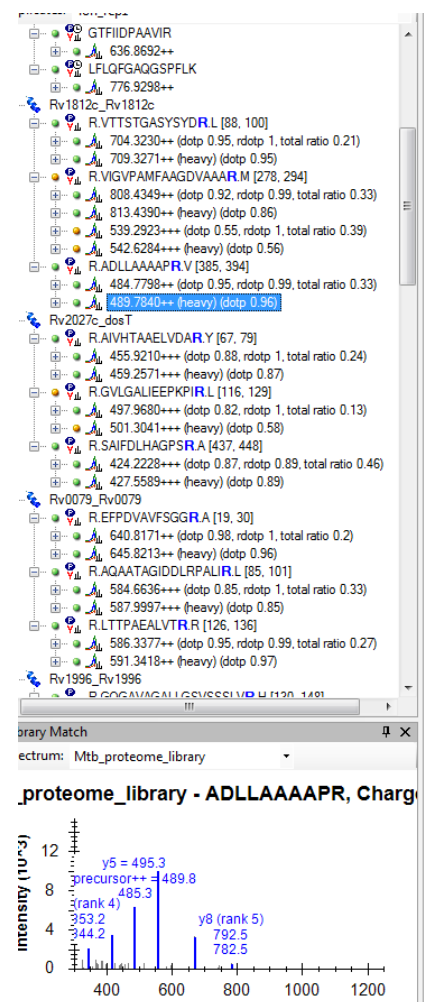 GTFIIDPAAVIR
636.8692++
LFLQFGAQGSPFLK
776.9298++
Rv1812c_Rv1812c
R.VTTSTGASYSYDR.L [88, 100]
704.3230++ (dotp 0.95, rdotp 1, total ratio 0.21)
709.3271++ (heavy) (dotp 0.95)
R.VIGVPAMFAAGDVAAAR.M [278, 294]
808.4349++ (dotp 0.92, rdotp 0.99, total ratio 0.33)
813.4390++ (heavy) (dotp 0.86)
539.2923+++ (dotp 0.55, rdotp 1, total ratio 0.39)
542.6284+++ (heavy) (dotp 0.56)
R.ADLLAAAAPR.V [385, 394]
484.7798++ (dotp 0.95, rdotp 0.99, total ratio 0.33)
489.7840++ (heavy) (dotp 0.96)
Rv2027c_dosT
R.AIVHTAAELVDAR.Y [67, 79]
455.9210+++ (dotp 0.88, rdotp 1, total ratio 0.24)
459.2571+++ (heavy) (dotp 0.87)
R.GVLGALIEEPKPIR.L [116, 129]
497.9680+++ (dotp 0.82, rdotp 1, total ratio 0.13)
501.3041+++ (heavy) (dotp 0.58)
R.SAIFDLHAGPSR.A [437, 448]
424.2228+++ (dotp 0.87, rdotp 0.89, total ratio 0.46)
427.5589+++ (heavy) (dotp 0.89)
Rv0079_Rv0079
R.EFPDVAVFSGGR.A [19, 30]
640.8171++ (dotp 0.98, rdotp 1, total ratio 0.2)
645.8213++ (heavy) (dotp 0.96)
R.AQAATAGIDDLRPALIR.L [85, 101]
584.6636+++ (dotp 0.85, rdotp 1, total ratio 0.33)
587.9997+++ (heavy) (dotp 0.85)
R.LTTPAEALVTR.R [126, 136]
586.3377++ (dotp 0.95, rdotp 0.99, total ratio 0.27)
591.3418++ (heavy) (dotp 0.97)
Rv1996_Rv1996
brary Match
ectrum: Mtb_proteome_library
_proteome_library - ADLLAAAAPR, Charg
Intensity (10^3)
12
8
4
0
y5 = 495.3
precursor++ = 489.8
485.3
(rank 4)
953.2
944.2
y8 (rank 5)
792.5
782.5
400 600 800 1000 1200